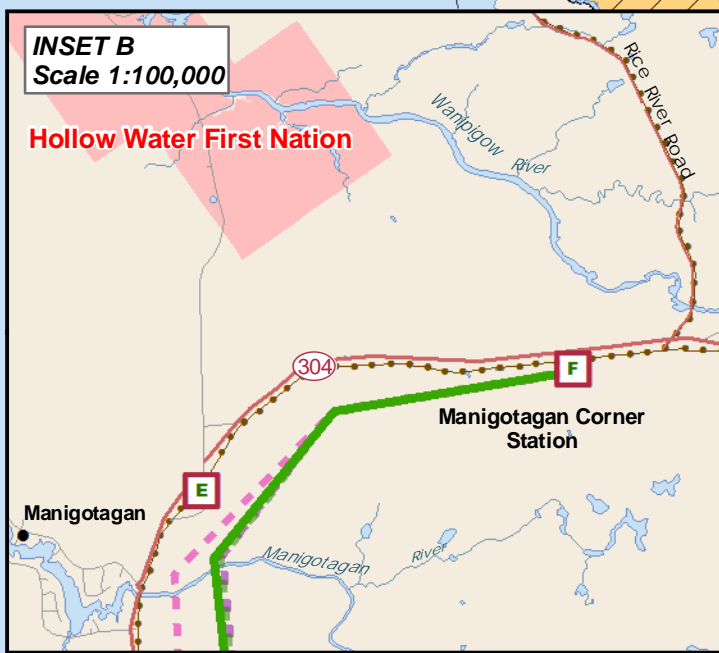 INSET B
Scale 1:100,000
Hollow Water First Nation
Wanipigow
River
Rice River Road
304
F
Manigotagan Corner
Station
E
Manigotagan
Manigotagan
River